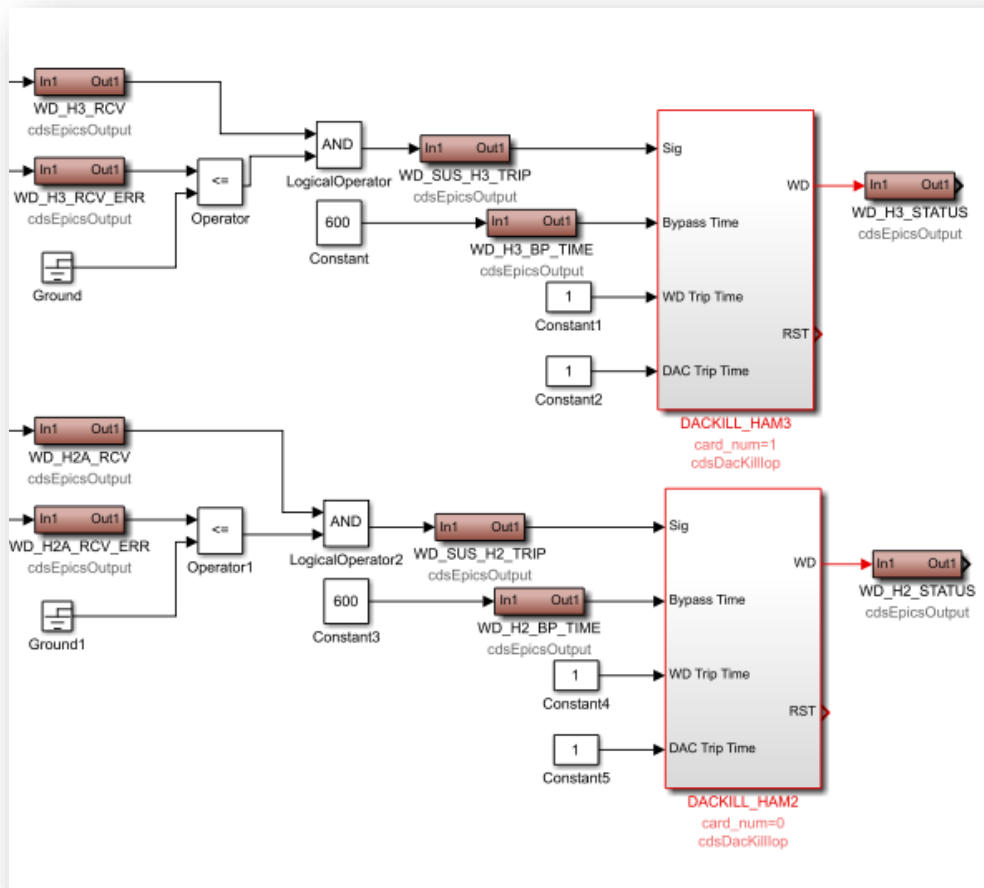 In1 Out1
WD_H3_RCV
cdsEpicsOutput
In1 Out1
WD_H3_RCV_ERR
cdsEpicsOutput
<=
Operator
Ground
AND
LogicalOperator
600
Constant
In1 Out1
WD_SUS_H3_TRIP
cdsEpicsOutput
In1 Out1
WD_H3_BP_TIME
cdsEpicsOutput
1
Constant1
1
Constant2
Sig
Bypass Time
WD Trip Time
DAC Trip Time
WD
RST
DACKILL_HAM3
card_num=1
cdsDacKillIop
In1 Out1
WD_H3_STATUS
cdsEpicsOutput
In1 Out1
WD_H2A_RCV
cdsEpicsOutput
In1 Out1
WD_H2A_RCV_ERR
cdsEpicsOutput
<=
Operator1
Ground1
AND
LogicalOperator2
600
Constant3
In1 Out1
WD_SUS_H2_TRIP
cdsEpicsOutput
In1 Out1
WD_H2_BP_TIME
cdsEpicsOutput
1
Constant4
1
Constant5
Sig
Bypass Time
WD Trip Time
DAC Trip Time
WD
RST
DACKILL_HAM2
card_num=0
cdsDacKillIop
In1 Out1
WD_H2_STATUS
cdsEpicsOutput